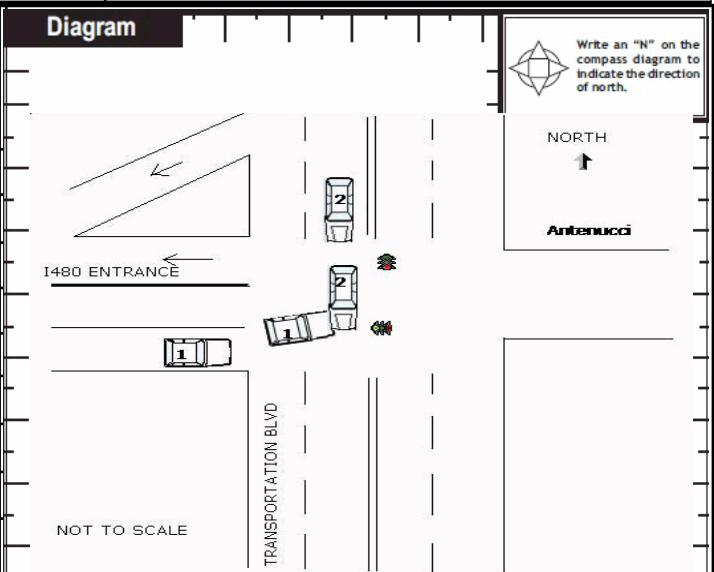 Diagram
Write an “N” on the
compass diagram to
indicate the direction
of north.
NORTH
2
Antenucci
I480 ENTRANCE
2
1
1
TRANSPORTATION BLVD
NOT TO SCALE